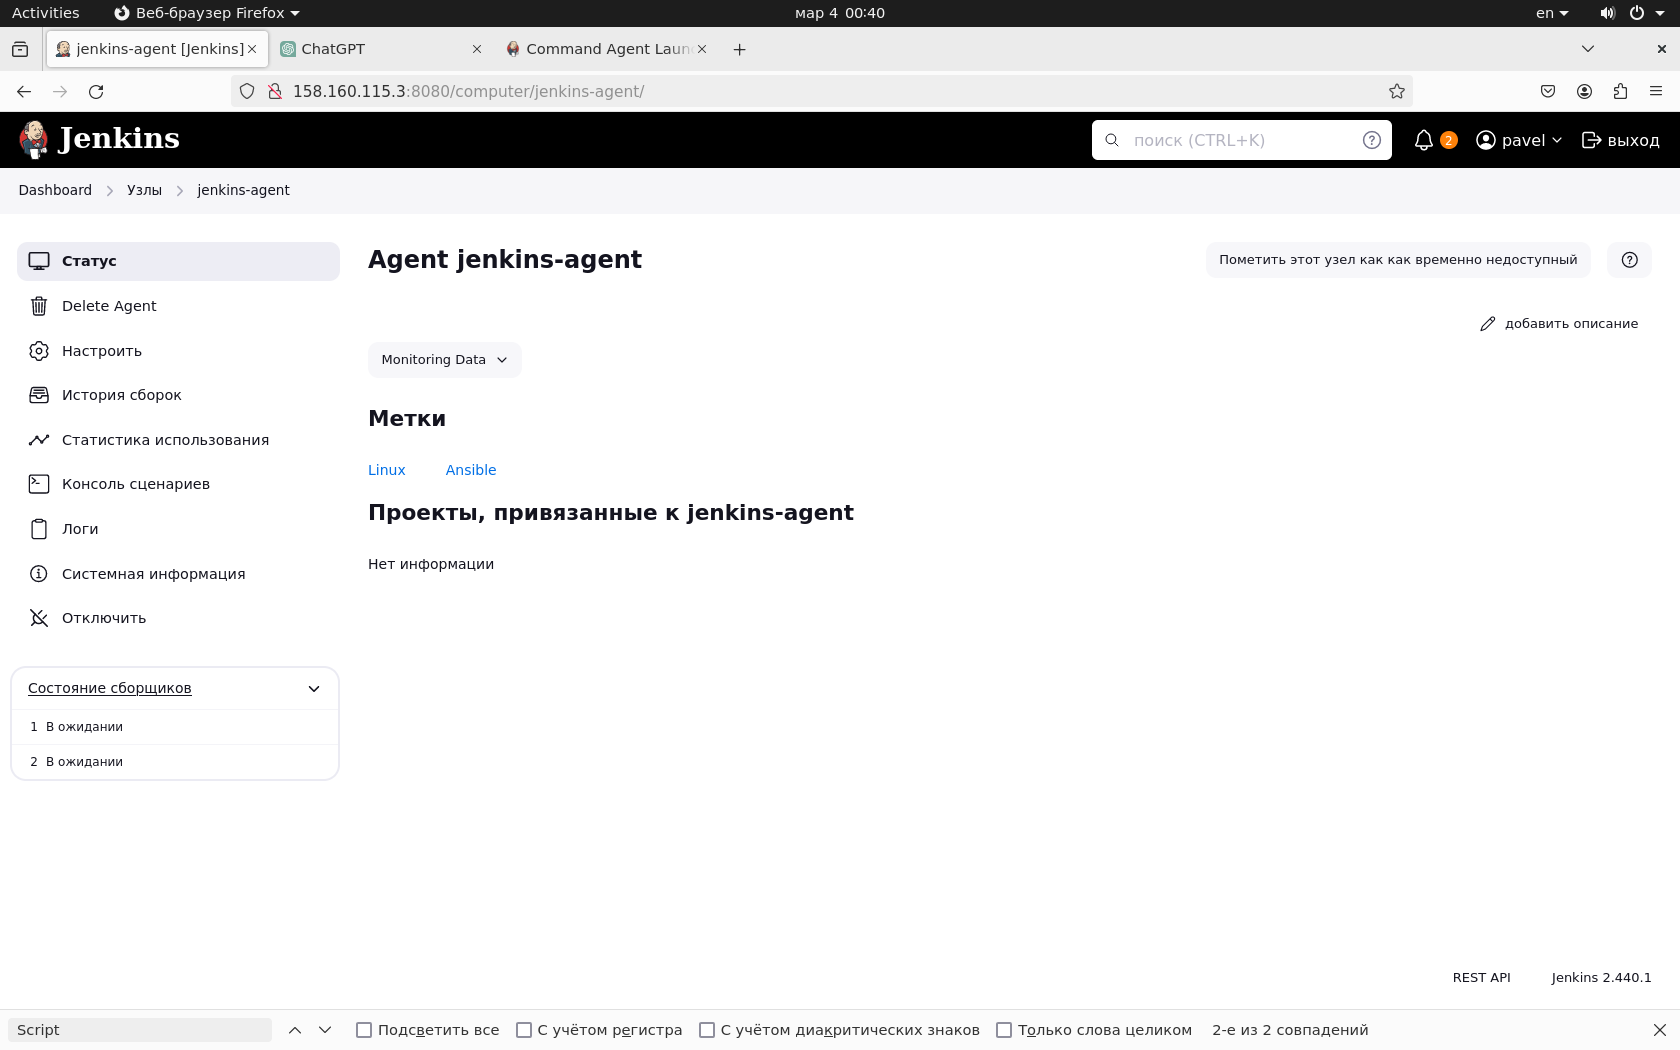 Activities
Веб-браузер Firefox
мар 4 00:40
en
jenkins-agent [Jenkins]
ChatGPT
Command Agent Laun
158.160.115.3:8080/computer/jenkins-agent/
Jenkins
поиск (CTRL+K)
2
pavel
выход
Dashboard
Узлы
jenkins-agent
Статус
Delete Agent
Настроить
История сборок
Статистика использования
Консоль сценариев
Логи
Системная информация
Отключить
Состояние сборщиков
1 В ожидании
2 В ожидании
Agent jenkins-agent
Пометить этот узел как как временно недоступный
добавить описание
Monitoring Data
Метки
Linux
Ansible
Проекты, привязанные к jenkins-agent
Нет информации
REST API
Jenkins 2.440.1
Script
Подсветить все
С учётом регистра
С учётом диакритических знаков
Только слова целиком
2-е из 2 совпадений